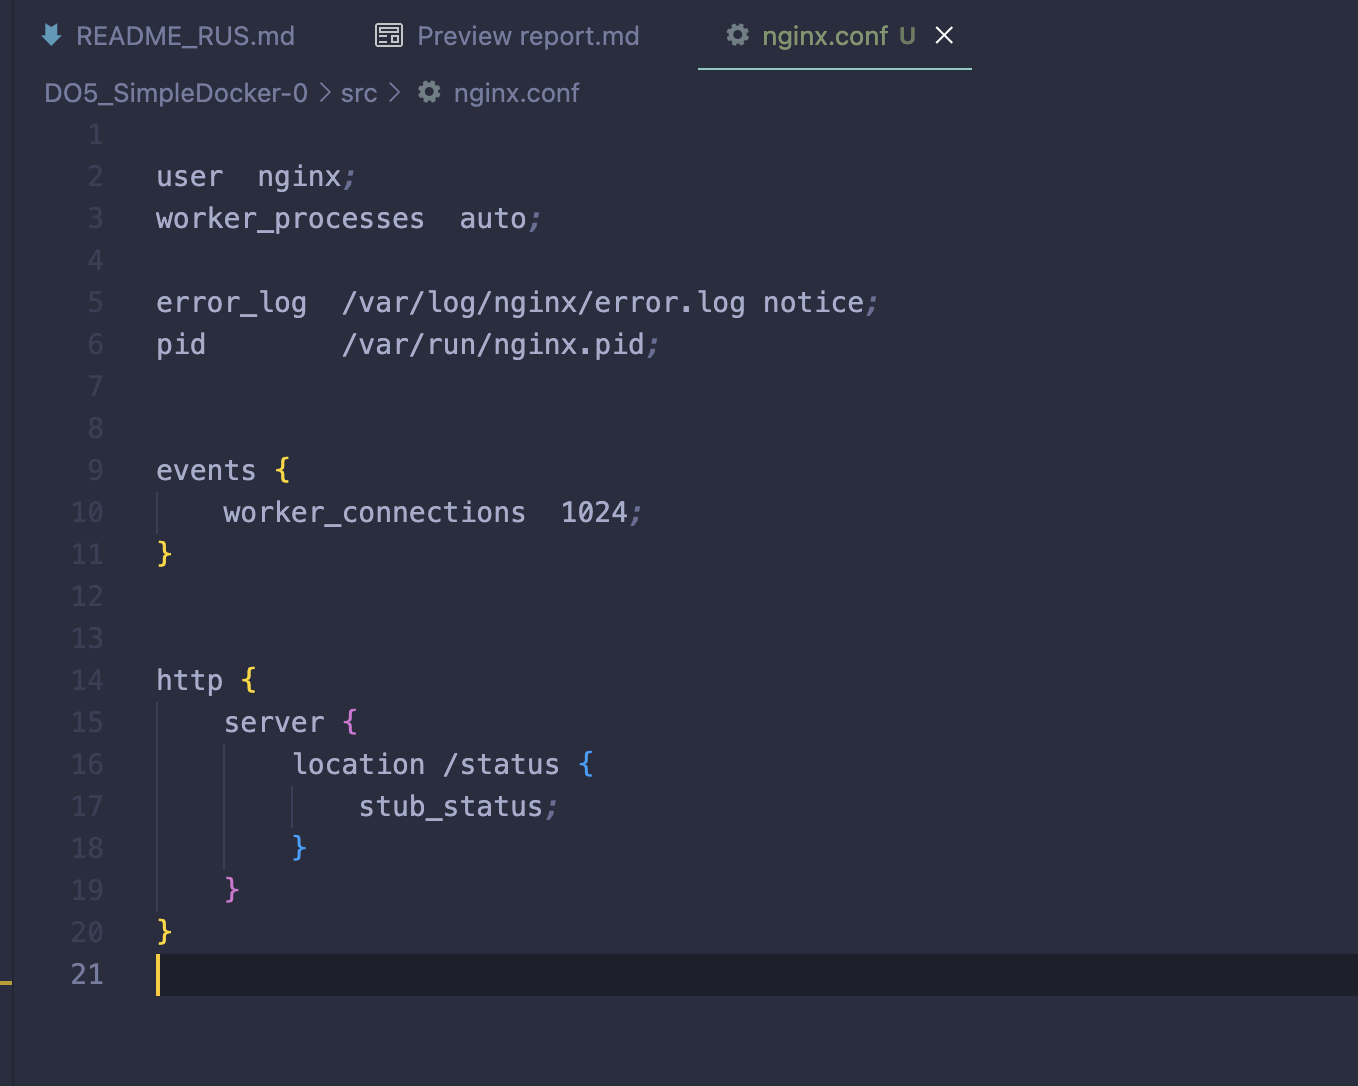 README_RUS.md Preview report.md nginx.conf U
DO5_SimpleDocker-0 > src > nginx.conf
1
2 user  nginx;
3 worker_processes  auto;
4
5 error_log  /var/log/nginx/error.log notice;
6 pid        /var/run/nginx.pid;
7
8
9 events {
10     worker_connections  1024;
11 }
12
13
14 http {
15     server {
16         location /status {
17             stub_status;
18         }
19     }
20 }
21